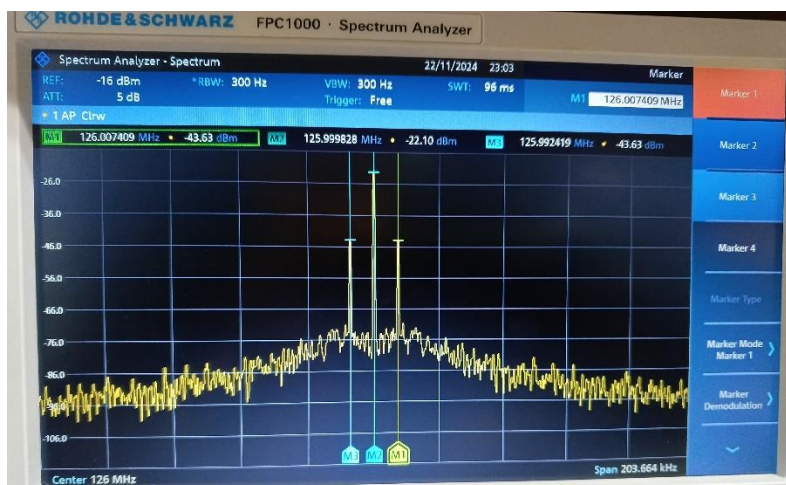 ROHDE&SCHWARZ FPC1000 · Spectrum Analyzer
Spectrum Analyzer - Spectrum 22/11/2024 23:03 Marker
REF: -16 dBm *RBW: 300 Hz VBW: 300 Hz SWT: 96 ms
ATT: 5 dB Trigger: Free M1 126.007409 MHz
1 AP Clrw
M1 126.007409 MHz • -43.63 dBm M2 125.999828 MHz • -22.10 dBm M3 125.992419 MHz • -43.63 dBm
-26.0
-36.0
-46.0
-56.0
-66.0
-76.0
-86.0
-106.0
M3 M2 M1
Center 126 MHz Span 203.664 kHz
Marker 1
Marker 2
Marker 3
Marker 4
Marker Type
Marker Mode
Marker 1
Marker
Demodulation